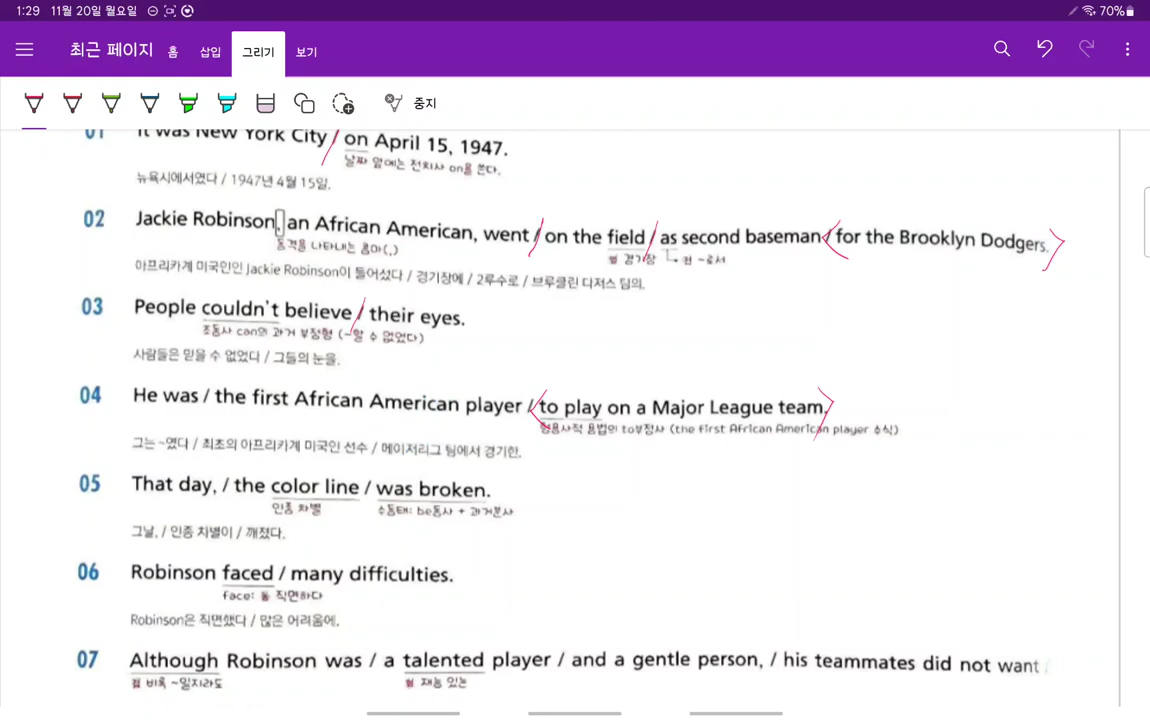 1:29 11월 20일 월요일 70%
최근 페이지 홈 삽입 그리기 보기
중지
01 It was New York City / on April 15, 1947.
날짜 앞에는 전치사 on을 쓴다.
뉴욕시에서였다 / 1947년 4월 15일.
02 Jackie Robinson, an African American, went / on the field / as second baseman / for the Brooklyn Dodgers.
동격을 나타내는 콤마(,) 명 경기장 전 ~로서
아프리카계 미국인인 Jackie Robinson이 들어섰다 / 경기장에 / 2루수로 / 브루클린 다저스 팀의.
03 People couldn't believe / their eyes.
조동사 can의 과거 부정형 (~할 수 없었다)
사람들은 믿을 수 없었다 / 그들의 눈을.
04 He was / the first African American player / to play on a Major League team.
형용사적 용법의 to부정사 (the first African American player 수식)
그는 ~였다 / 최초의 아프리카계 미국인 선수 / 메이저리그 팀에서 경기한.
05 That day, / the color line / was broken.
인종 차별 수동태: be동사 + 과거분사
그날, / 인종 차별이 / 깨졌다.
06 Robinson faced / many difficulties.
face: 동 직면하다
Robinson은 직면했다 / 많은 어려움에.
07 Although Robinson was / a talented player / and a gentle person, / his teammates did not want /
접 비록 ~일지라도 형 재능 있는